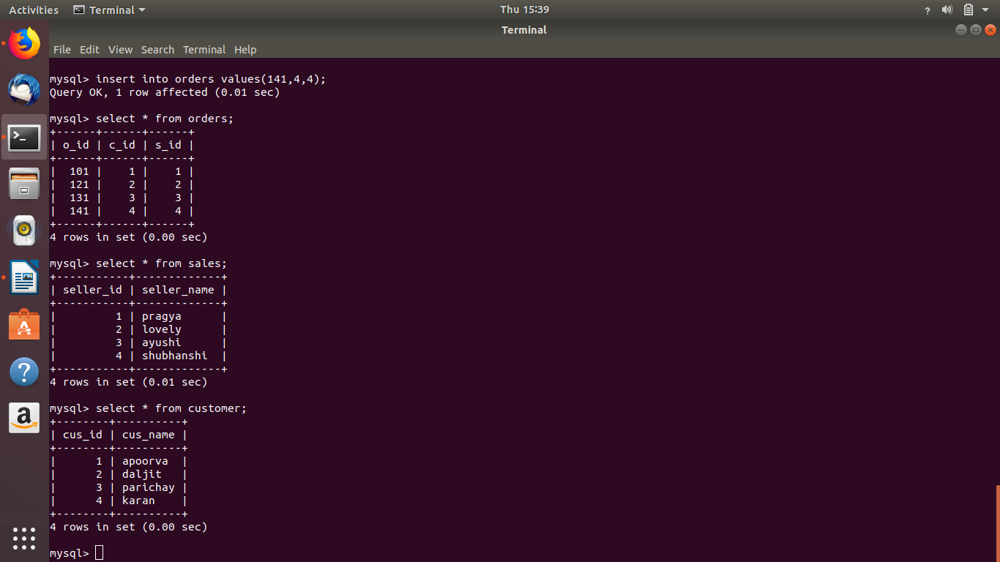 Activities Terminal Thu 15:39 ?
Terminal
File Edit View Search Terminal Help
mysql> insert into orders values(141,4,4);
Query OK, 1 row affected (0.01 sec)
mysql> select * from orders;
+------+------+------+
| o_id | c_id | s_id |
+------+------+------+
|  101 |    1 |    1 |
|  121 |    2 |    2 |
|  131 |    3 |    3 |
|  141 |    4 |    4 |
+------+------+------+
4 rows in set (0.00 sec)
mysql> select * from sales;
+-----------+-------------+
| seller_id | seller_name |
+-----------+-------------+
|         1 | pragya      |
|         2 | lovely      |
|         3 | ayushi      |
|         4 | shubhanshi  |
+-----------+-------------+
4 rows in set (0.01 sec)
mysql> select * from customer;
+--------+----------+
| cus_id | cus_name |
+--------+----------+
|      1 | apoorva  |
|      2 | daljit   |
|      3 | parichay |
|      4 | karan    |
+--------+----------+
4 rows in set (0.00 sec)
mysql>